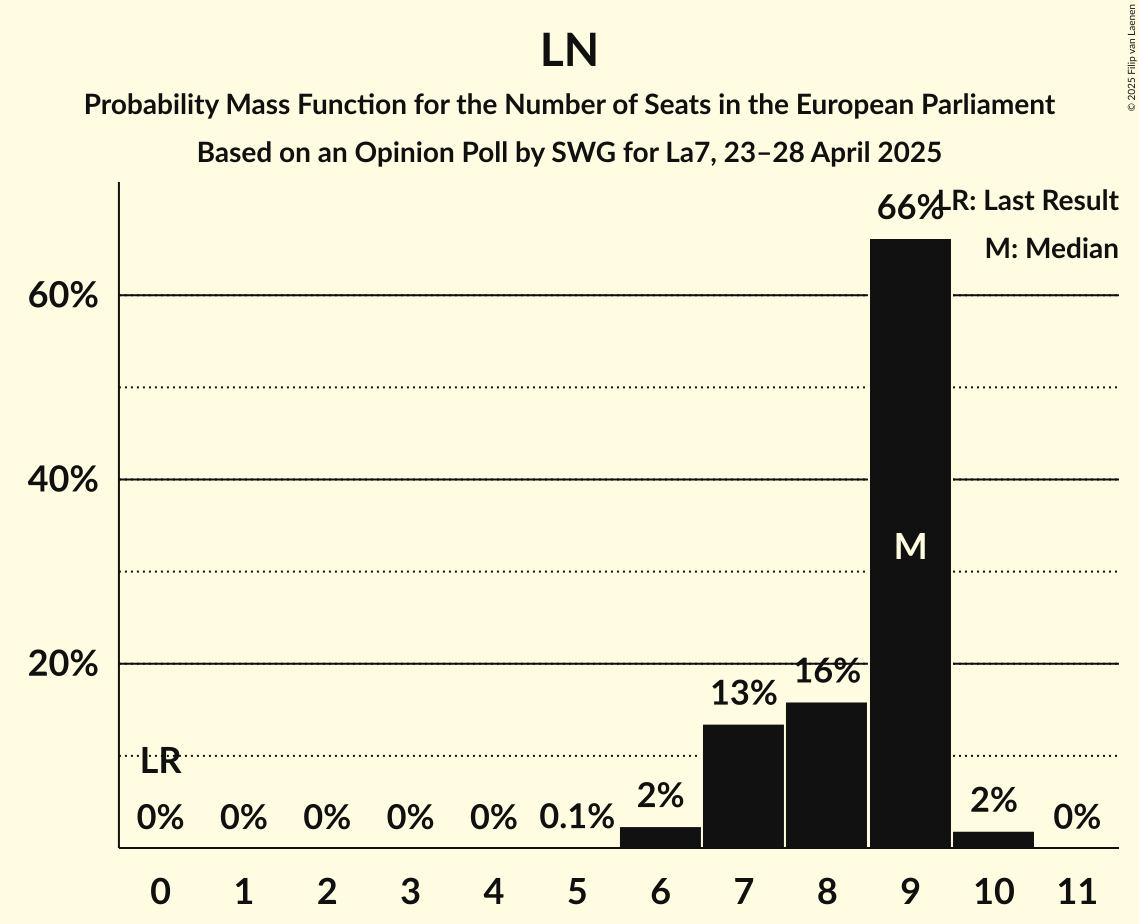 LN
Probability Mass Function for the Number of Seats in the European Parliament
Based on an Opinion Poll by SWG for La7, 23–28 April 2025
© 2025 Filip van Laenen
LR: Last Result
M: Median
66%
60%
40%
M
20%
16%
13%
LR
2%
2%
0%
0%
0%
0%
0%
0.1%
0%
0 1 2 3 4 5 6 7 8 9 10 11